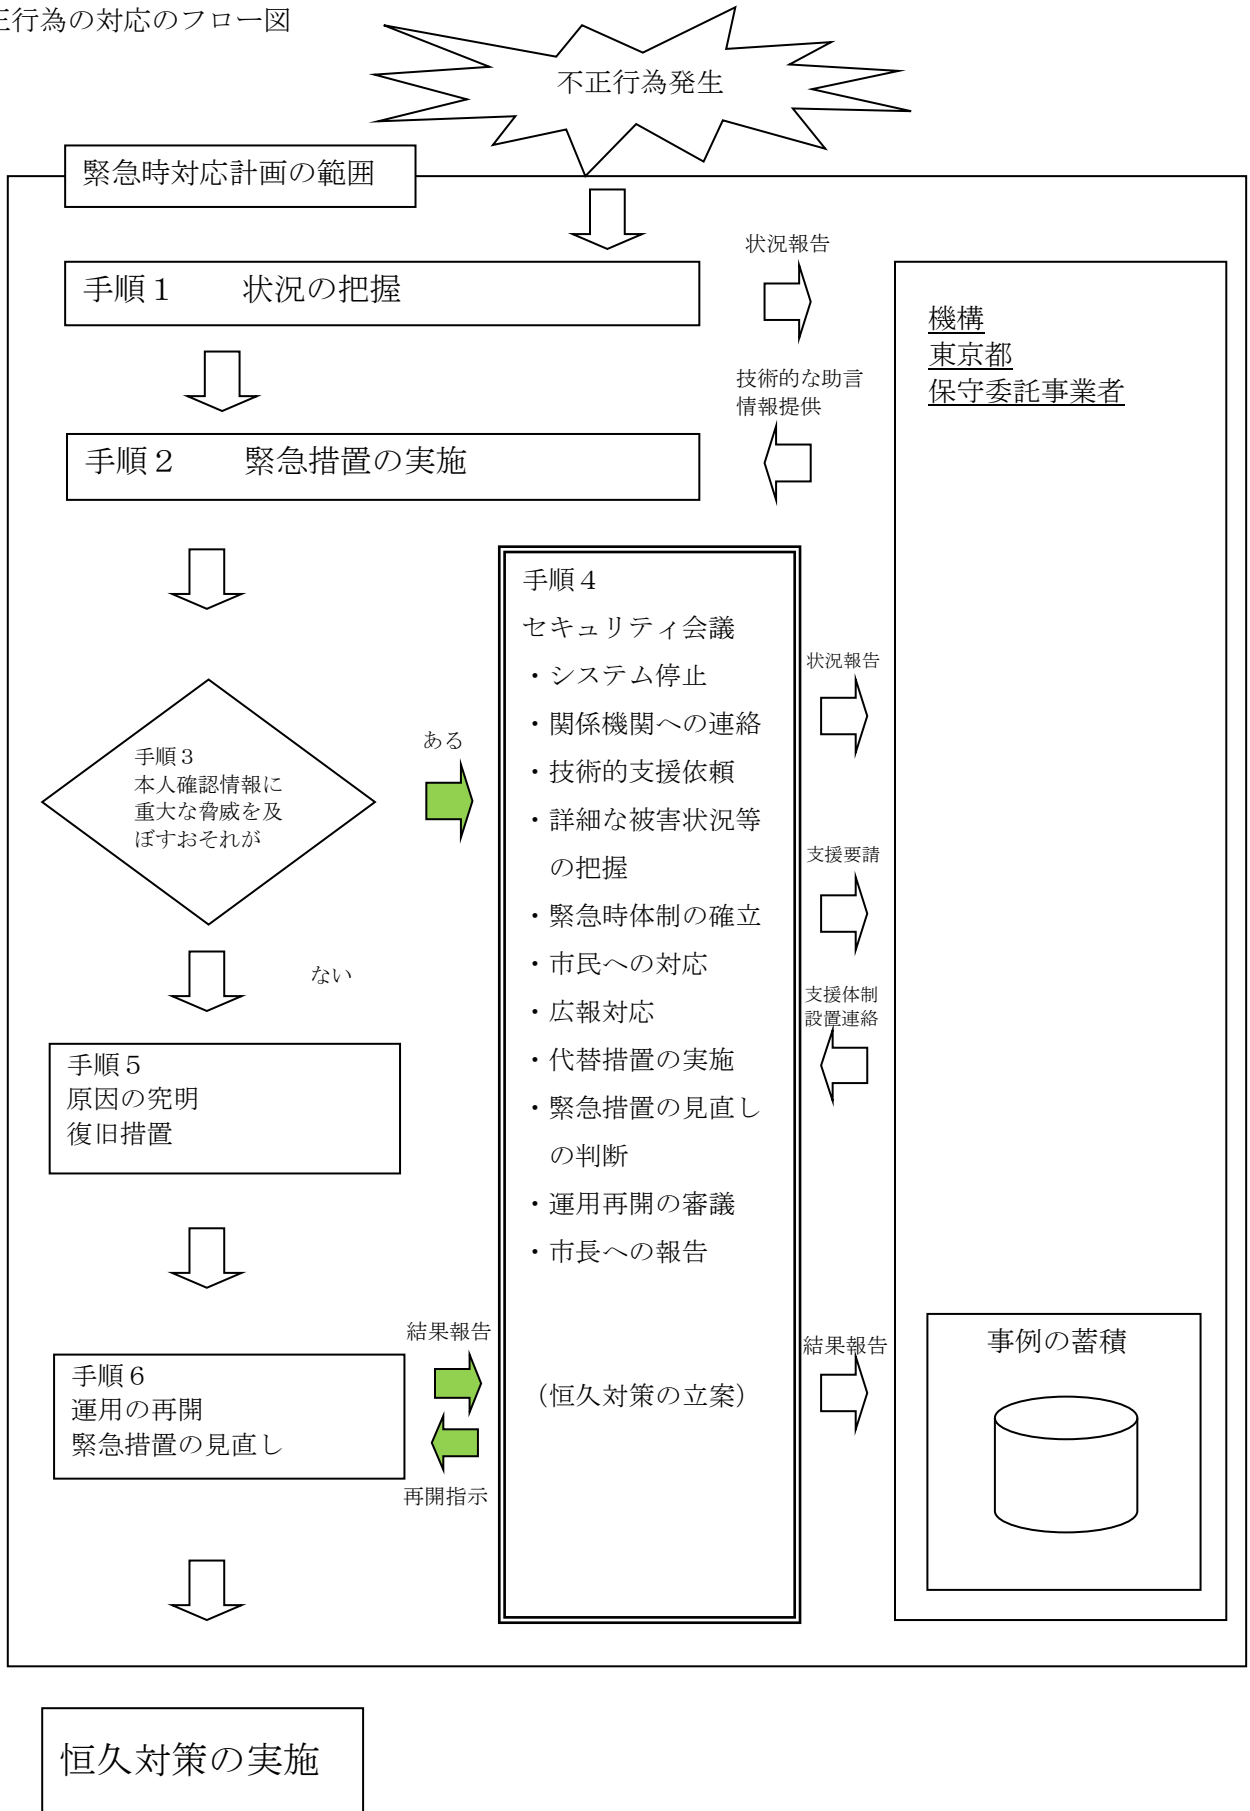 正行為の対応のフロー図
不正行為発生
緊急時対応計画の範囲
状況報告
手順１　　状況の把握
機構
東京都
保守委託事業者
技術的な助言
情報提供
手順２　　緊急措置の実施
手順４
セキュリティ会議
・システム停止
・関係機関への連絡
・技術的支援依頼
・詳細な被害状況等
の把握
・緊急時体制の確立
・市民への対応
・広報対応
・代替措置の実施
・緊急措置の見直し
の判断
・運用再開の審議
・市長への報告
（恒久対策の立案）
状況報告
ある
手順３
本人確認情報に
重大な脅威を及
ぼすおそれが
支援要請
ない
支援体制
設置連絡
手順５
原因の究明
復旧措置
結果報告
結果報告
事例の蓄積
手順６
運用の再開
緊急措置の見直し
再開指示
恒久対策の実施